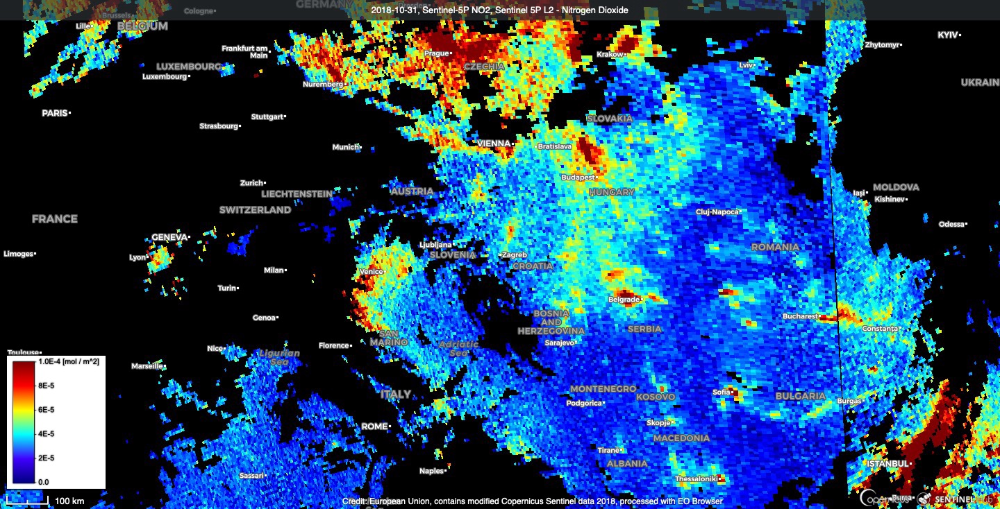 GERMANY
Cologne
Dresden
2018-10-31, Sentinel-5P NO2, Sentinel 5P L2 - Nitrogen Dioxide
Brussels
Lille
BELGIUM
KYIV
Zhytomyr
Frankfurt am
Main
Prague
Krakow
CZECHIA
LUXEMBOURG
Luxembourg
Lviv
UKRAIN
Nuremberg
PARIS
Stuttgart
SLOVAKIA
Strasbourg
Munich
VIENNA
Bratislava
Budapest
Zurich
LIECHTENSTEIN
AUSTRIA
HUNGARY
Iași
MOLDOVA
Kishinev
SWITZERLAND
Cluj-Napoca
FRANCE
Odessa
GENEVA
Ljubljana
SLOVENIA
ROMANIA
Limoges
Lyon
Zagreb
CROATIA
Milan
Venice
Turin
Belgrade
Genoa
BOSNIA
AND
HERZEGOVINA
Bucharest
Constanța
SERBIA
SAN
MARINO
Sarajevo
Florence
Adriatic
Sea
Nice
Ligurian
Sea
Toulouse
Marseille
1.0E-4 [mol / m^2]
8E-5
6E-5
4E-5
2E-5
0.0
ITALY
MONTENEGRO
KOSOVO
Sofia
BULGARIA
Podgorica
Burgas
ROME
Skopje
MACEDONIA
Tirane
ALBANIA
ISTANBUL
Naples
Sassari
Thessaloniki
100 km
Credit: European Union, contains modified Copernicus Sentinel data 2018, processed with EO Browser
opernicus
Bursa
SENTINEL Hub